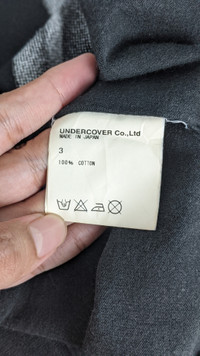 UNDERCOVER Co., Ltd
MADE IN JAPAN
3
100% COTTON